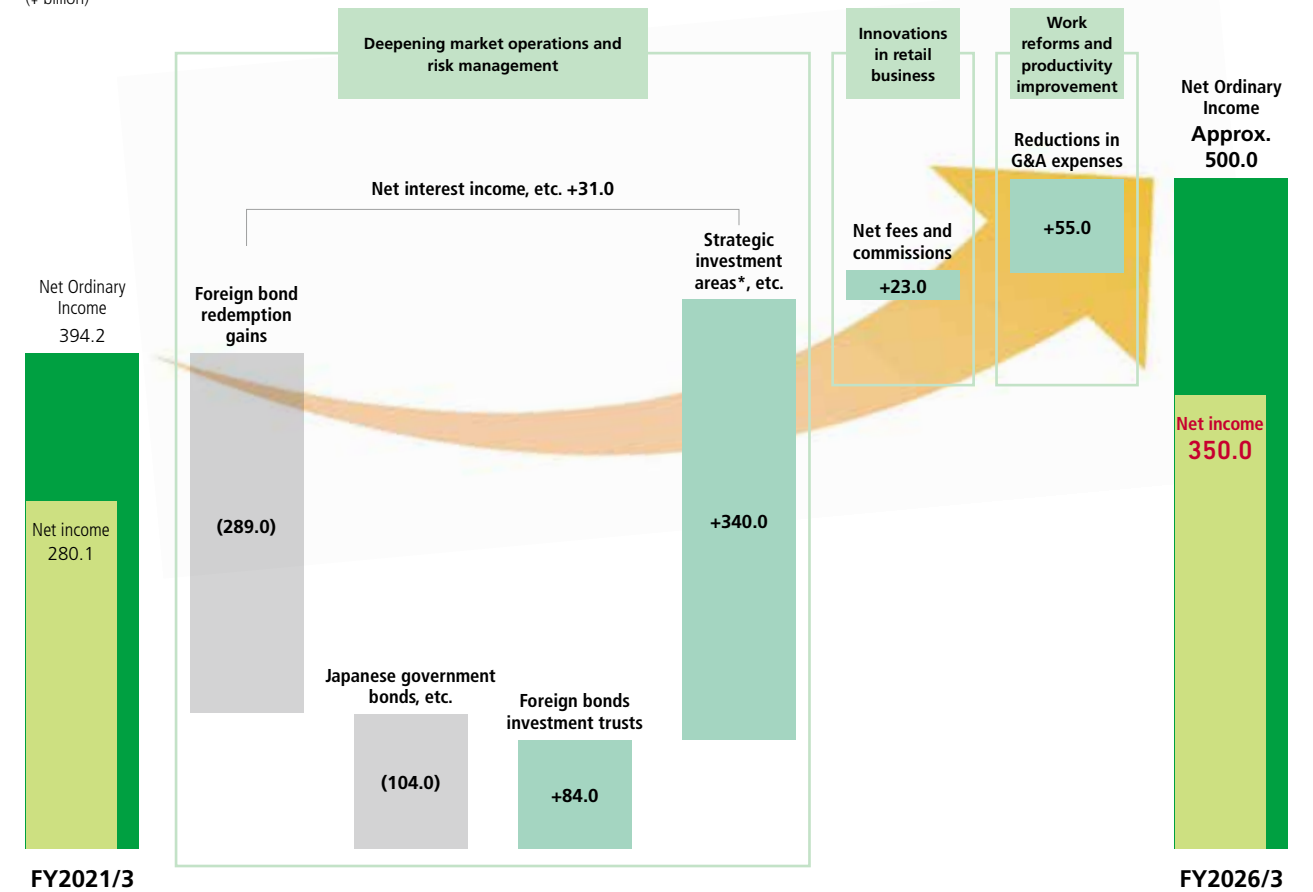 (¥ billion)
Deepening market operations and
risk management
Innovations
in retail
business
Work
reforms and
productivity
improvement
Net Ordinary
Income
Approx.
500.0
Reductions in
G&A expenses
+55.0
Net interest income, etc. +31.0
Net fees and
commissions
+23.0
Strategic
investment
areas*, etc.
+340.0
Net Ordinary
Income
394.2
Foreign bond
redemption
gains
(289.0)
Net income
350.0
Net income
280.1
Japanese government
bonds, etc.
(104.0)
Foreign bonds
investment trusts
+84.0
FY2021/3
FY2026/3